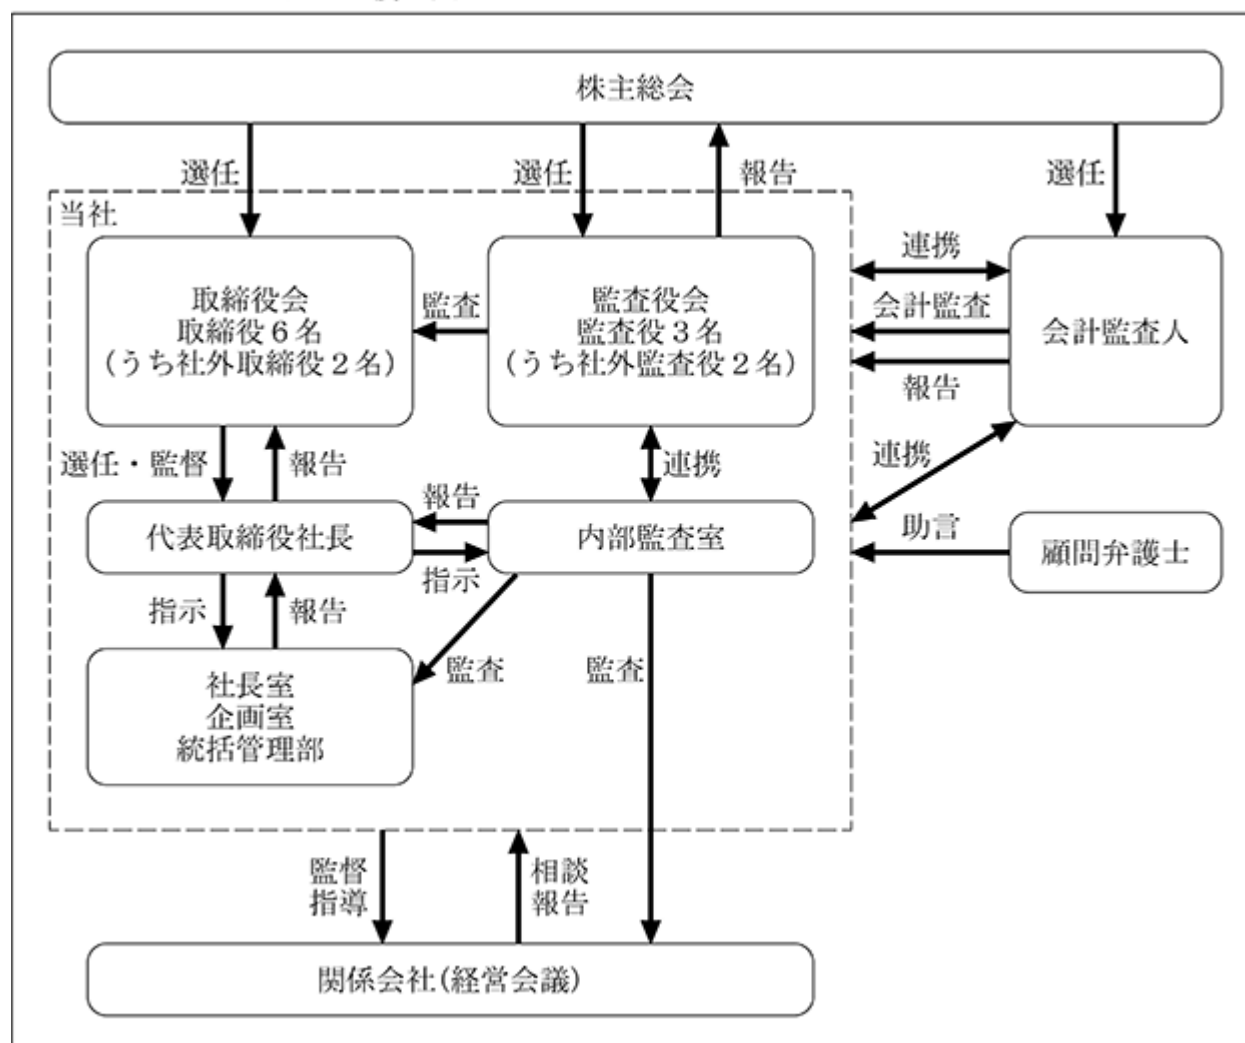 株主総会
選任
選任
報告
選任
当社
取締役会
取締役6名
(うち社外取締役2名)
監査
監査役会
監査役3名
(うち社外監査役2名)
連携
会計監査
報告
会計監査人
選任・監督
報告
連携
連携
代表取締役社長
報告
指示
内部監査室
助言
顧問弁護士
指示
報告
監査
監査
社長室
企画室
統括管理部
監督
指導
相談
報告
関係会社(経営会議)